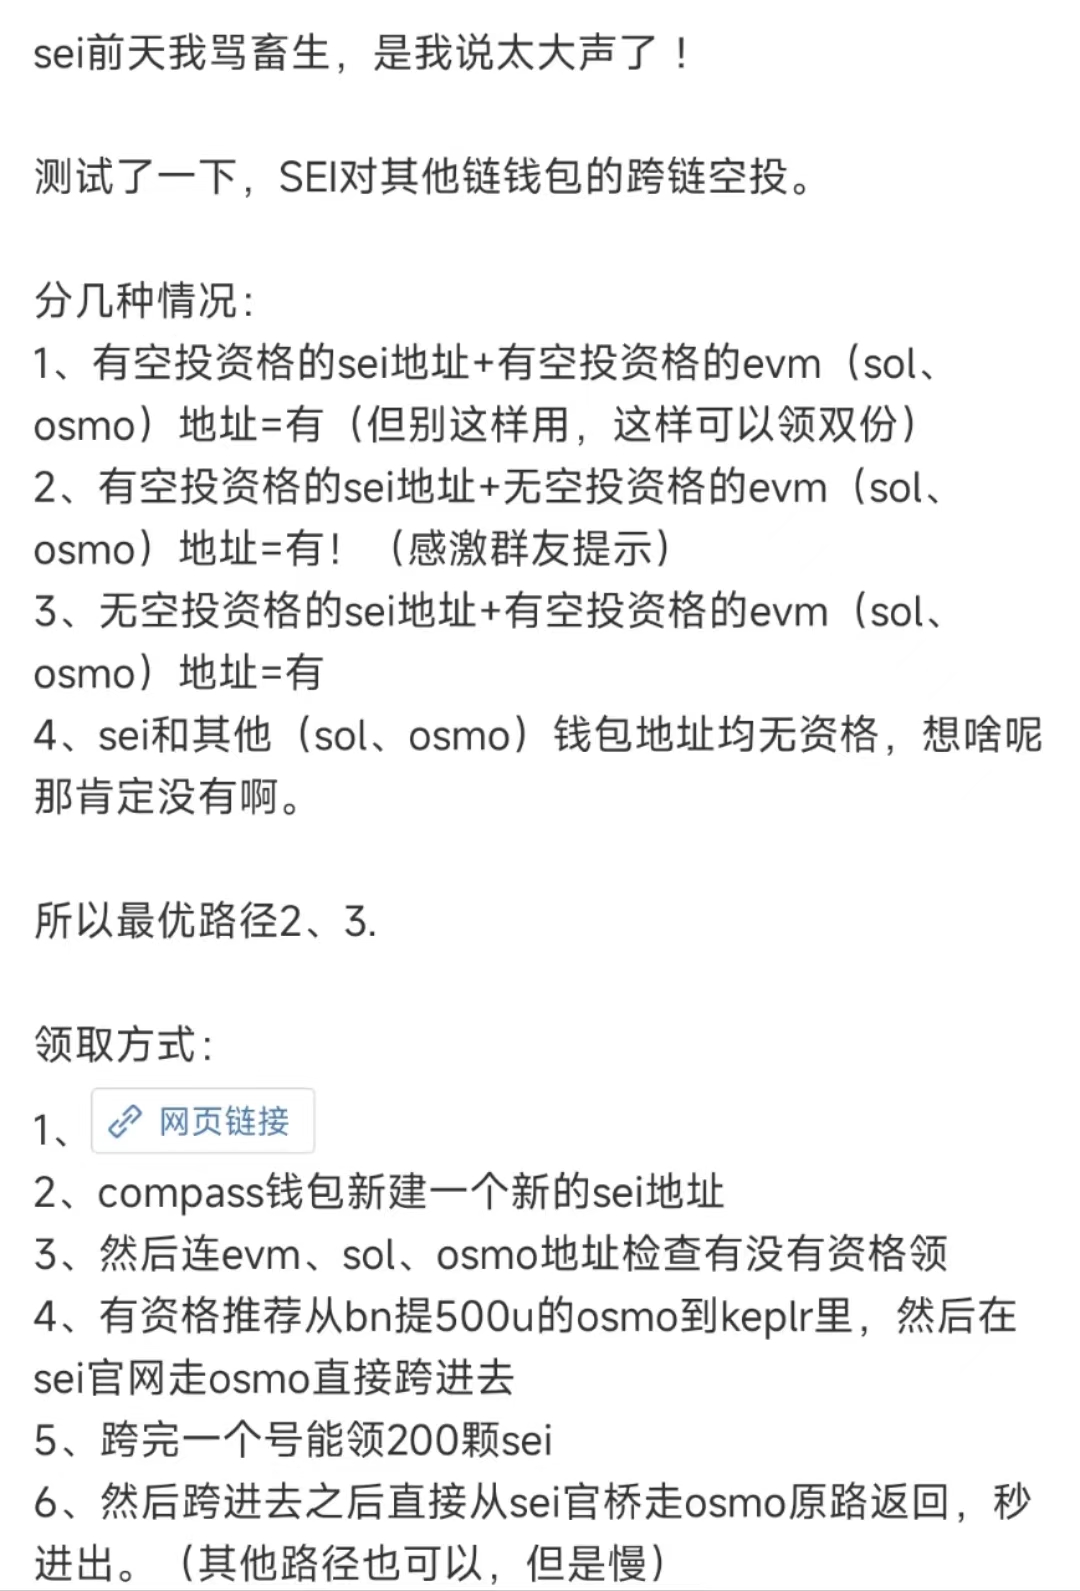 sei前天我骂畜生，是我说太大声了！
测试了一下，SEI对其他链钱包的跨链空投。
分几种情况：
1、有空投资格的sei地址+有空投资格的evm（sol、
osmo）地址=有（但别这样用，这样可以领双份）
2、有空投资格的sei地址+无空投资格的evm（sol、
osmo）地址=有！（感激群友提示）
3、无空投资格的sei地址+有空投资格的evm（sol、
osmo）地址=有
4、sei和其他（sol、osmo）钱包地址均无资格，想啥呢
那肯定没有啊。
所以最优路径2、3.
领取方式：
1、网页链接
2、compass钱包新建一个新的sei地址
3、然后连evm、sol、osmo地址检查有没有资格领
4、有资格推荐从bn提500u的osmo到keplr里，然后在
sei官网走osmo直接跨进去
5、跨完一个号能领200颗sei
6、然后跨进去之后直接从sei官桥走osmo原路返回，秒
进出。（其他路径也可以，但是慢）